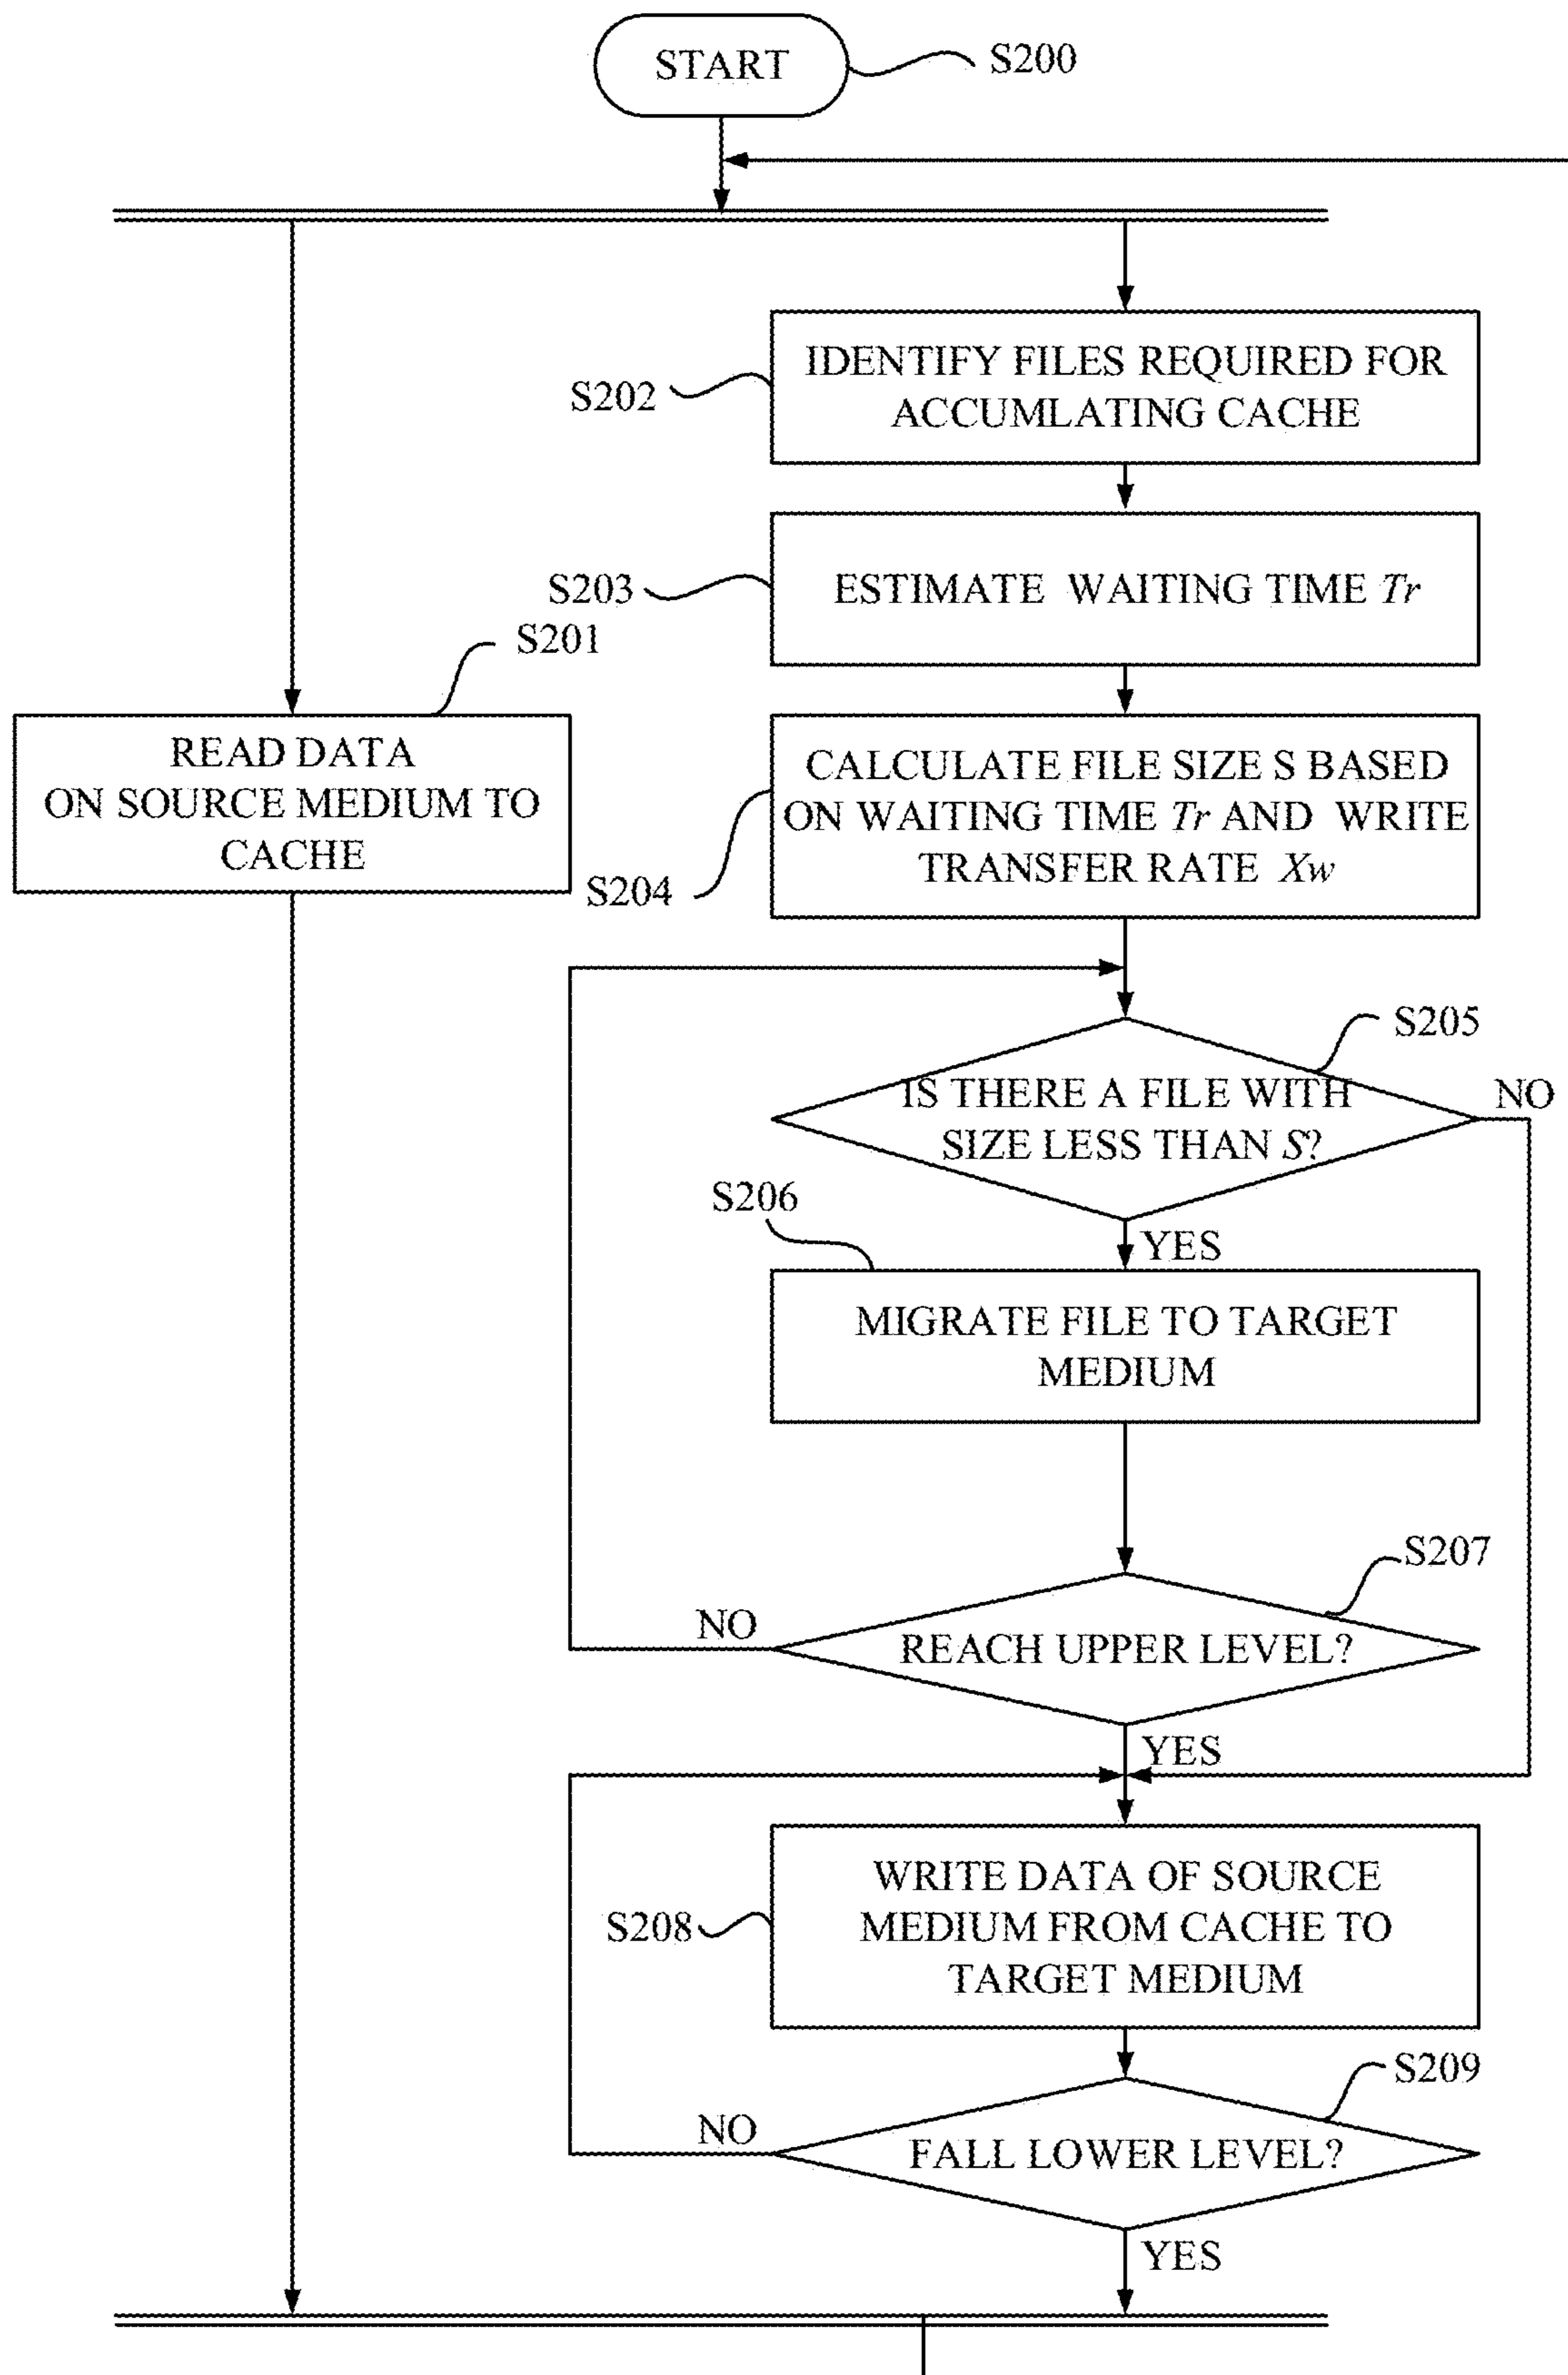 START
S200
IDENTIFY FILES REQUIRED FOR
ACCUMLATING CACHE
S202
ESTIMATE WAITING TIME Tr
S203
S201
READ DATA
ON SOURCE MEDIUM TO
CACHE
CALCULATE FILE SIZE S BASED
ON WAITING TIME Tr AND WRITE
TRANSFER RATE Xw
S204
S205
IS THERE A FILE WITH
SIZE LESS THAN S?
NO
S206
YES
MIGRATE FILE TO TARGET
MEDIUM
S207
NO
REACH UPPER LEVEL?
YES
WRITE DATA OF SOURCE
MEDIUM FROM CACHE TO
TARGET MEDIUM
S208
S209
NO
FALL LOWER LEVEL?
YES